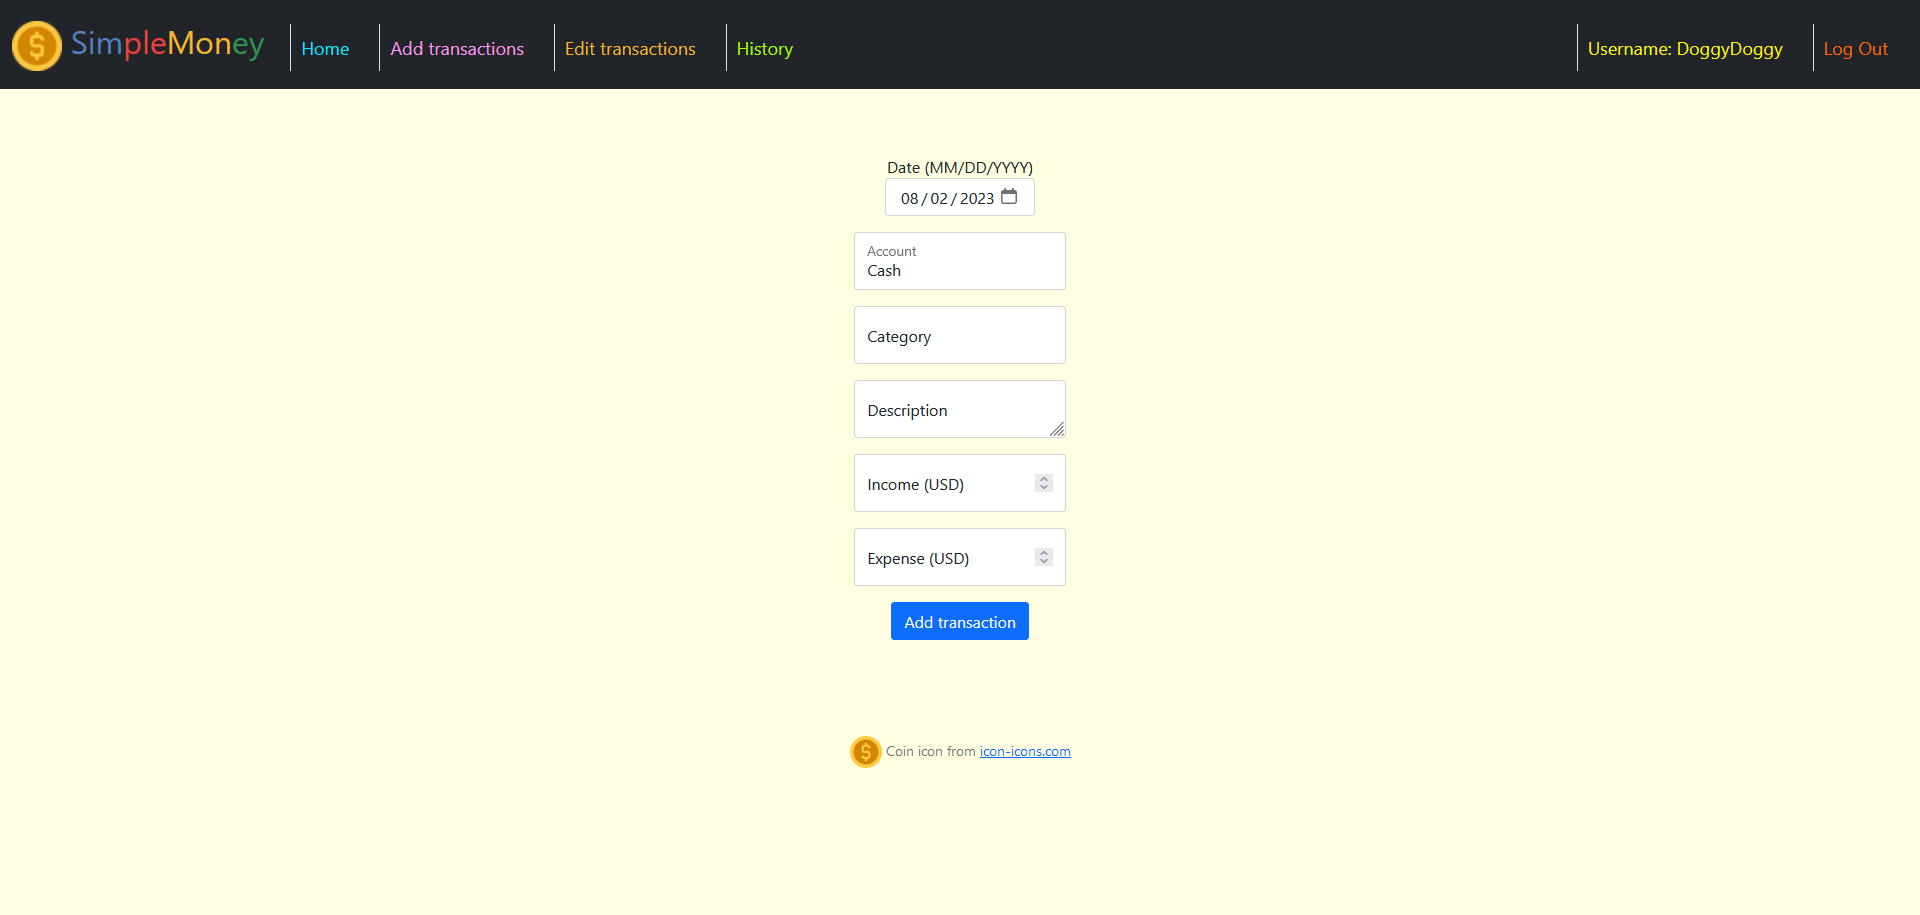 SimpleMoney Home Add transactions Edit transactions History Username: DoggyDoggy Log Out
Date (MM/DD/YYYY)
08/02/2023
Account
Cash
Category
Description
Income (USD)
Expense (USD)
Add transaction
Coin icon from icon-icons.com